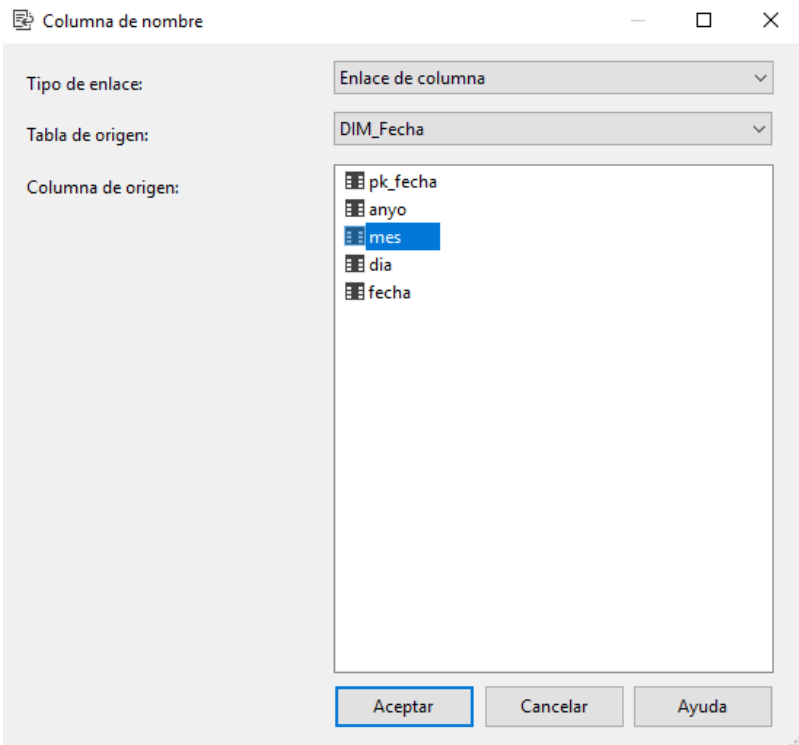 Columna de nombre
Tipo de enlace: Enlace de columna
Tabla de origen: DIM_Fecha
Columna de origen:
pk_fecha
anyo
mes
dia
fecha
Aceptar Cancelar Ayuda